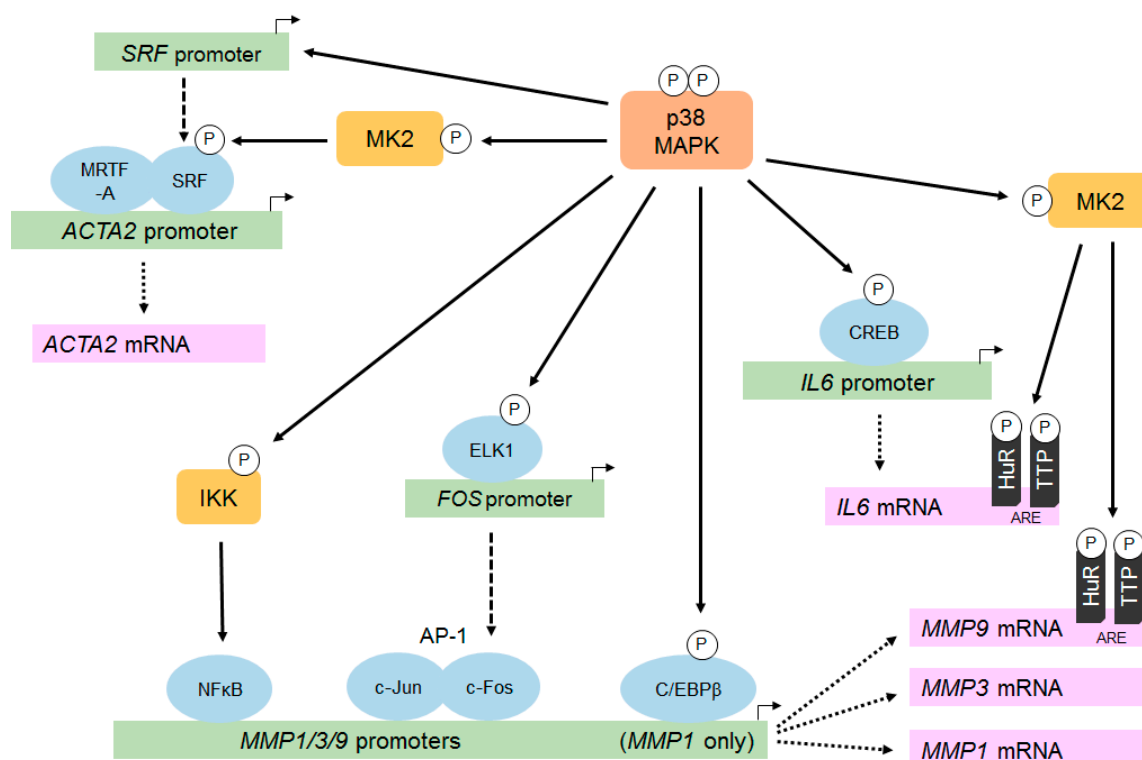 SRF promoter
P P
p38
MAPK
P
MK2
P
MRTF
-A
SRF
P
MK2
ACTA2 promoter
P
CREB
ACTA2 mRNA
IL6 promoter
P
ELK1
P P
HuR
TTP
P
IKK
FOS promoter
IL6 mRNA
ARE
P P
HuR
TTP
AP-1
P
MMP9 mRNA
ARE
NFκB
c-Jun
c-Fos
C/EBPβ
MMP3 mRNA
MMP1/3/9 promoters
(MMP1 only)
MMP1 mRNA